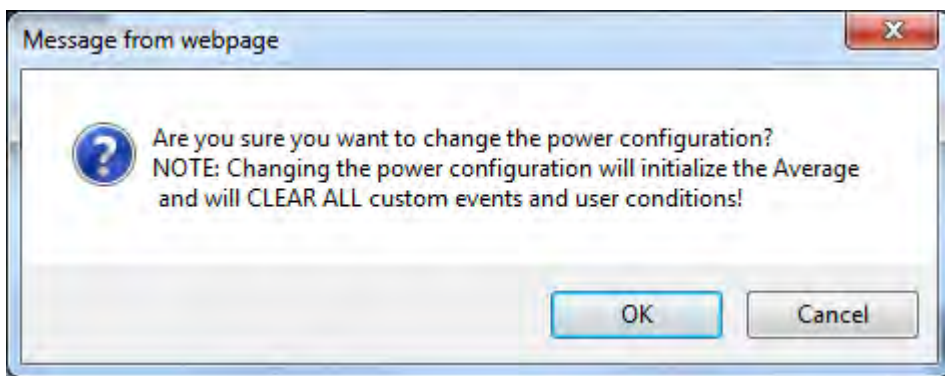 Message from webpage
Are you sure you want to change the power configuration?
NOTE: Changing the power configuration will initialize the Average
and will CLEAR ALL custom events and user conditions!
OK
Cancel